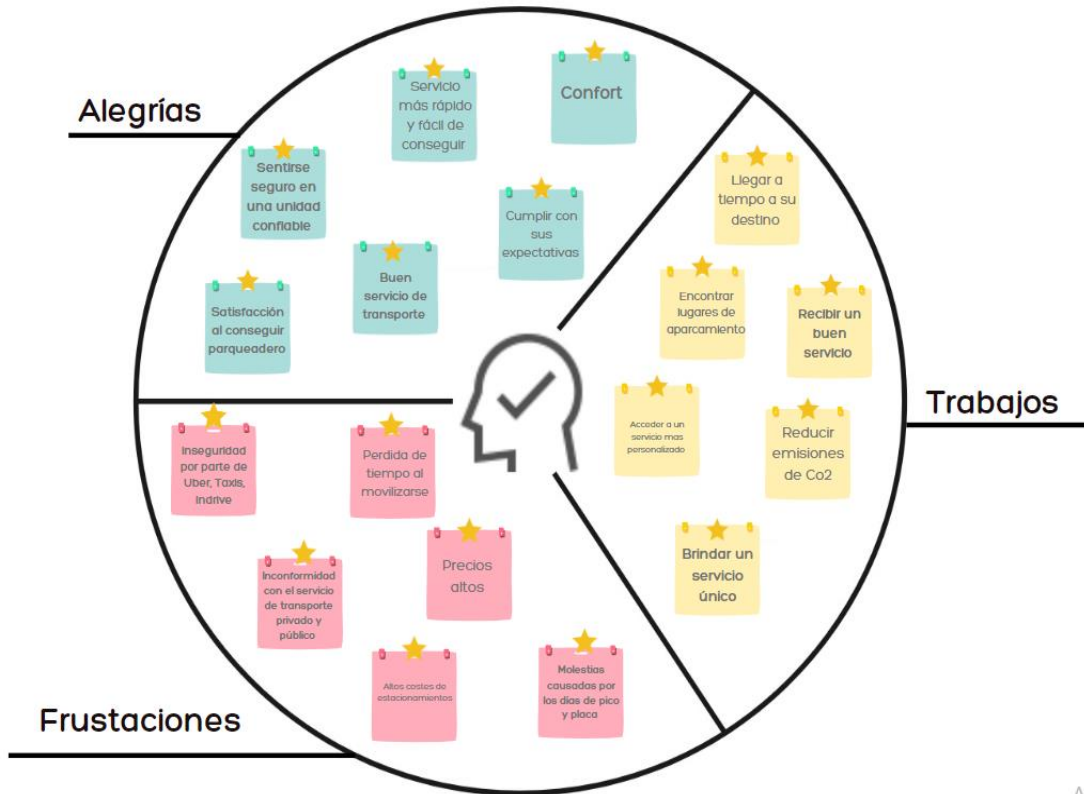 Alegrías
Servicio
más rápido
y fácil de
conseguir
Confort
Sentirse
seguro en
una unidad
confiable
Cumplir con
sus
expectativas
Buen
servicio de
transporte
Satisfacción
al conseguir
parqueadero
Trabajos
Llegar a
tiempo a su
destino
Encontrar
lugares de
aparcamiento
Recibir un
buen
servicio
Acceder a un
servicio mas
personalizado
Reducir
emisiones
de Co2
Brindar un
servicio
único
Frustaciones
Inseguridad
por parte de
Uber, Taxis,
Indrive
Perdida de
tiempo al
movilizarse
Precios
altos
Inconformidad
con el servicio
de transporte
privado y
público
Altos costes de
estacionamientos
Molestias
causadas por
los días de pico
y placa
A